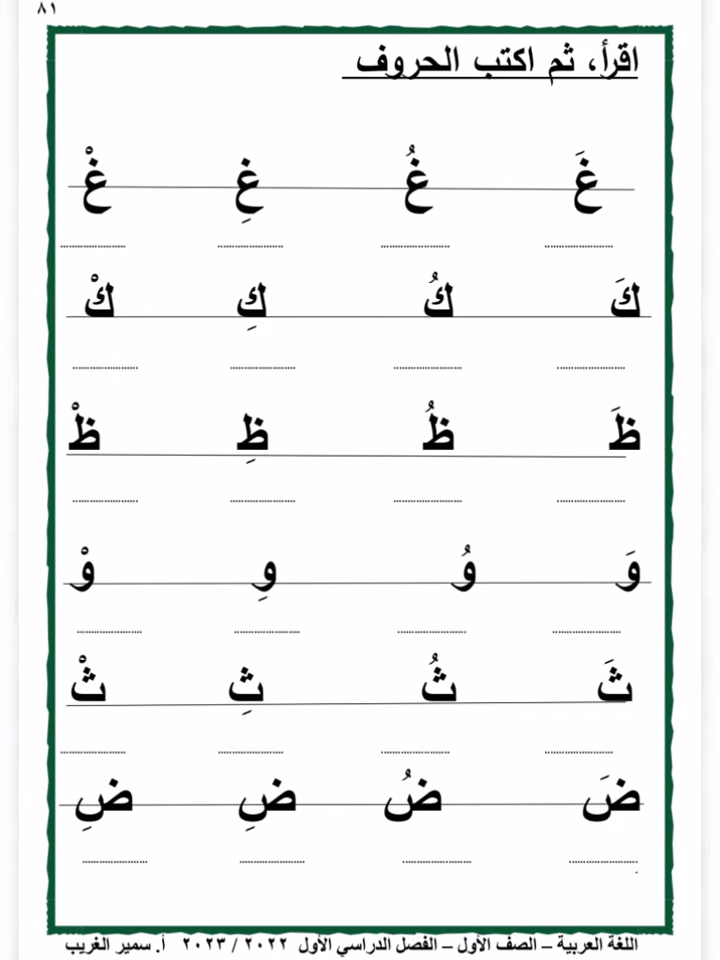 ٨١
اقرأ، ثم اكتب الحروف
غَ غُ غِ غْ
كَ كُ كِ كْ
ظَ ظُ ظِ ظْ
وَ وُ وِ وْ
ثَ ثُ ثِ ثْ
ضَ ضُ ضِ ضِ
اللغة العربية – الصف الأول – الفصل الدراسي الأول ٢٠٢٢ / ٢٠٢٣ أ. سمير الغريب